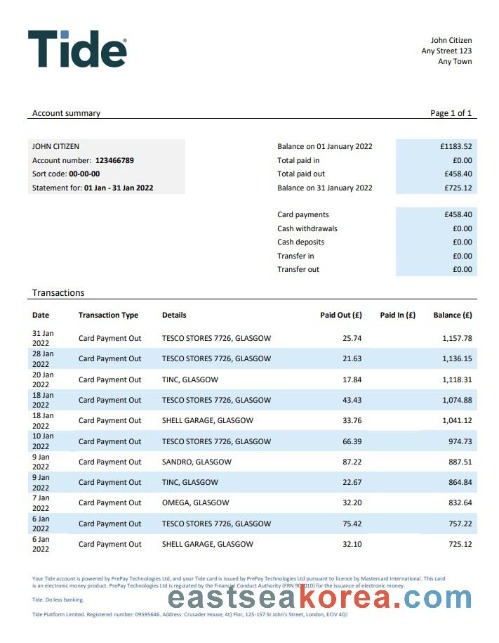 Tide
John Citizen
Any Street 123
Any Town
Account summary Page 1 of 1
JOHN CITIZEN
Account number: 123466789
Sort code: 00-00-00
Statement for: 01 Jan - 31 Jan 2022
Balance on 01 January 2022 £1183.52
Total paid in £0.00
Total paid out £458.40
Balance on 31 January 2022 £725.12
Card payments £458.40
Cash withdrawals £0.00
Cash deposits £0.00
Transfer in £0.00
Transfer out £0.00
Transactions
Date Transaction Type Details Paid Out (£) Paid In (£) Balance (£)
31 Jan 2022 Card Payment Out TESCO STORES 7726, GLASGOW 25.74 1,157.78
28 Jan 2022 Card Payment Out TESCO STORES 7726, GLASGOW 21.63 1,136.15
20 Jan 2022 Card Payment Out TINC, GLASGOW 17.84 1,118.31
18 Jan 2022 Card Payment Out TESCO STORES 7726, GLASGOW 43.43 1,074.88
18 Jan 2022 Card Payment Out SHELL GARAGE, GLASGOW 33.76 1,041.12
10 Jan 2022 Card Payment Out TESCO STORES 7726, GLASGOW 66.39 974.73
9 Jan 2022 Card Payment Out SANDRO, GLASGOW 87.22 887.51
9 Jan 2022 Card Payment Out TINC, GLASGOW 22.67 864.84
7 Jan 2022 Card Payment Out OMEGA, GLASGOW 32.20 832.64
6 Jan 2022 Card Payment Out TESCO STORES 7726, GLASGOW 75.42 757.22
6 Jan 2022 Card Payment Out SHELL GARAGE, GLASGOW 32.10 725.12
Your Tide account is powered by PrePay Technologies Ltd, and your Tide card is issued by PrePay Technologies Ltd pursuant to licence by Mastercard International. This card
is an electronic money product. PrePay Technologies Ltd is regulated by the Financial Conduct Authority (FRN 900010) for the issuance of electronic money.
Tide. Do less banking.
eastseakorea.com
Tide Platform Limited. Registered number: 09595646. Address: Crusader House, 4th Flat, 125-157 St John's Street, London,